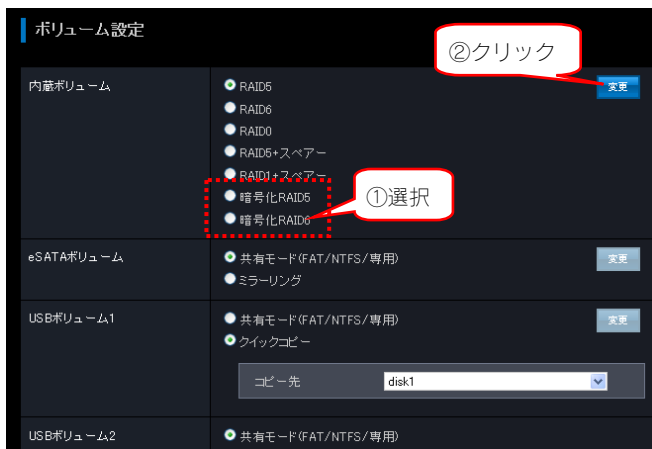 ボリューム設定
②クリック
内蔵ボリューム
RAID5
変更
RAID6
RAID0
RAID5+スペアー
RAID1+スペアー
暗号化RAID5
①選択
暗号化RAID6
eSATAボリューム
共有モード(FAT/NTFS/専用)
変更
ミラーリング
USBボリューム1
共有モード(FAT/NTFS/専用)
変更
クイックコピー
コピー先
disk1
USBボリューム2
共有モード(FAT/NTFS/専用)